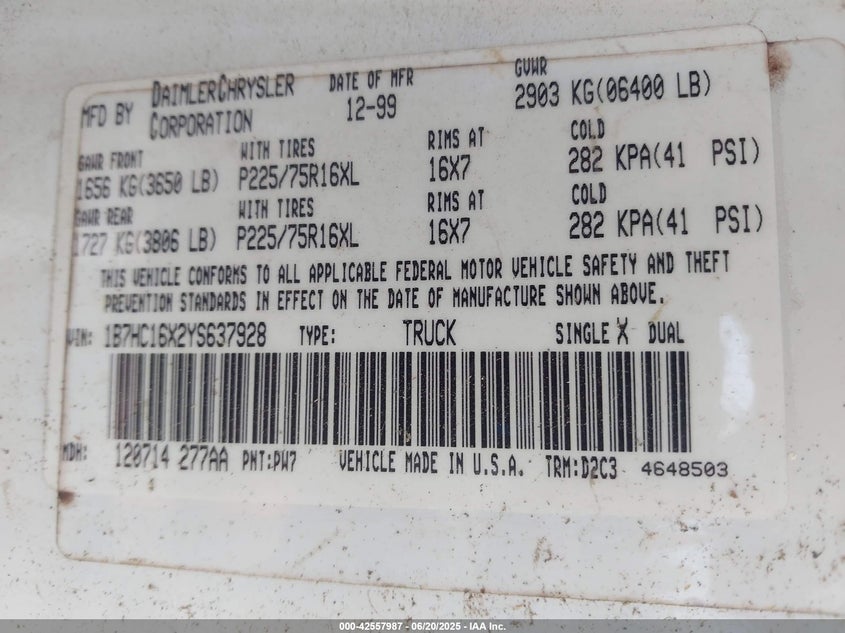 MFD BY DAIMLERCHRYSLER CORPORATION DATE OF MFR 12-99 GVWR 2903 KG(06400 LB)
GAWR FRONT WITH TIRES RIMS AT COLD
1656 KG(3650 LB) P225/75R16XL 16X7 282 KPA(41 PSI)
GAWR REAR WITH TIRES RIMS AT COLD
1727 KG(3806 LB) P225/75R16XL 16X7 282 KPA(41 PSI)
THIS VEHICLE CONFORMS TO ALL APPLICABLE FEDERAL MOTOR VEHICLE SAFETY AND THEFT
PREVENTION STANDARDS IN EFFECT ON THE DATE OF MANUFACTURE SHOWN ABOVE.
VIN: 1B7HC16X2YS637928 TYPE: TRUCK SINGLE X DUAL
MDH: 120714 277AA PNT:PW7 VEHICLE MADE IN U.S.A. TRM:D2C3 4648503
000-42557987 - 06/20/2025 - IAA Inc.